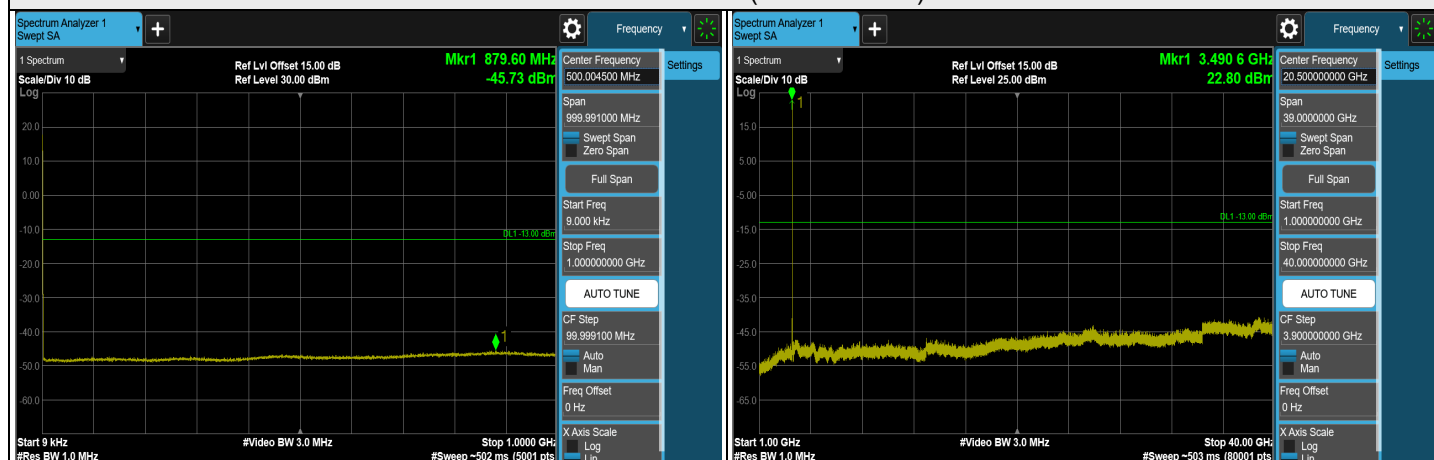 Spectrum Analyzer 1
Swept SA
+
Frequency
1 Spectrum
Scale/Div 10 dB
Log
Ref Lvl Offset 15.00 dB
Ref Level 30.00 dBm
Mkr1 879.60 MHz
-45.73 dBm
20.0
10.0
0.00
-10.0
-20.0
-30.0
-40.0
-50.0
-60.0
DL1 -13.00 dBm
1
Start 9 kHz
#Res BW 1.0 MHz
#Video BW 3.0 MHz
Stop 1.0000 GHz
#Sweep ~502 ms (5001 pts
Center Frequency
500.004500 MHz
Span
999.991000 MHz
Swept Span
Zero Span
Full Span
Start Freq
9.000 kHz
Stop Freq
1.000000000 GHz
AUTO TUNE
CF Step
99.999100 MHz
Auto
Man
Freq Offset
0 Hz
X Axis Scale
Log
Lin
Settings
Spectrum Analyzer 1
Swept SA
+
Frequency
1 Spectrum
Scale/Div 10 dB
Log
Ref Lvl Offset 15.00 dB
Ref Level 25.00 dBm
Mkr1 3.490 6 GHz
22.80 dBm
1
15.0
5.00
-5.00
-15.0
-25.0
-35.0
-45.0
-55.0
-65.0
DL1 -13.00 dBm
Start 1.00 GHz
#Res BW 1.0 MHz
#Video BW 3.0 MHz
Stop 40.00 GHz
#Sweep ~503 ms (80001 pts
Center Frequency
20.500000000 GHz
Span
39.0000000 GHz
Swept Span
Zero Span
Full Span
Start Freq
1.000000000 GHz
Stop Freq
40.000000000 GHz
AUTO TUNE
CF Step
3.900000000 GHz
Auto
Man
Freq Offset
0 Hz
X Axis Scale
Log
Lin
Settings